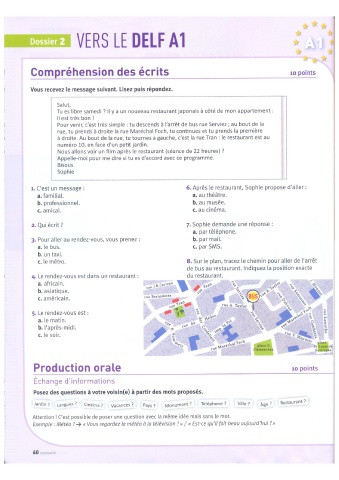 Dossier 2 VERS LE DELF A1
A1
Compréhension des écrits 10 points
Vous recevez le message suivant. Lisez puis répondez.
Salut,
Tu es libre samedi ? Il y a un nouveau restaurant japonais à côté de mon appartement :
il est très bon !
Pour venir, c'est très simple : tu descends à l'arrêt de bus rue Serviez ; au bout de la
rue, tu prends à droite la rue Maréchal Foch, tu continues et tu prends la première
à droite. Au bout de la rue, tu tournes à gauche, c'est la rue Tran : le restaurant est au
numéro 10, en face d'un petit jardin.
Nous allons voir un film après le restaurant (séance de 22 heures) ?
Appelle-moi pour me dire si tu es d'accord avec ce programme.
Bisous.
Sophie
1. C'est un message :
a. familial.
b. professionnel.
c. amical.
2. Qui écrit ?
3. Pour aller au rendez-vous, vous prenez :
a. le bus.
b. un taxi.
c. le métro.
4. Le rendez-vous est dans un restaurant :
a. africain.
b. asiatique.
c. américain.
5. Le rendez-vous est :
a. le matin.
b. l'après-midi.
c. le soir.
6. Après le restaurant, Sophie propose d'aller :
a. au théâtre.
b. au musée.
c. au cinéma.
7. Sophie demande une réponse :
a. par téléphone.
b. par mail.
c. par SMS.
8. Sur le plan, tracez le chemin pour aller de l'arrêt
de bus au restaurant. Indiquez la position exacte
du restaurant.
BUS
rue Maréchal Foch
Production orale 10 points
Échange d'informations
Posez des questions à votre voisin(e) à partir des mots proposés.
Jardin ? Langues ? Cinéma ? Vacances ? Pays ? Monument ? Téléphone ? Ville ? Âge ? Restaurant ?
Attention ! C'est possible de poser une question avec la même idée mais sans le mot.
Exemple : Météo ? → « Vous regardez la météo à la télévision ? » / « Est-ce qu'il fait beau aujourd'hui ? »
60